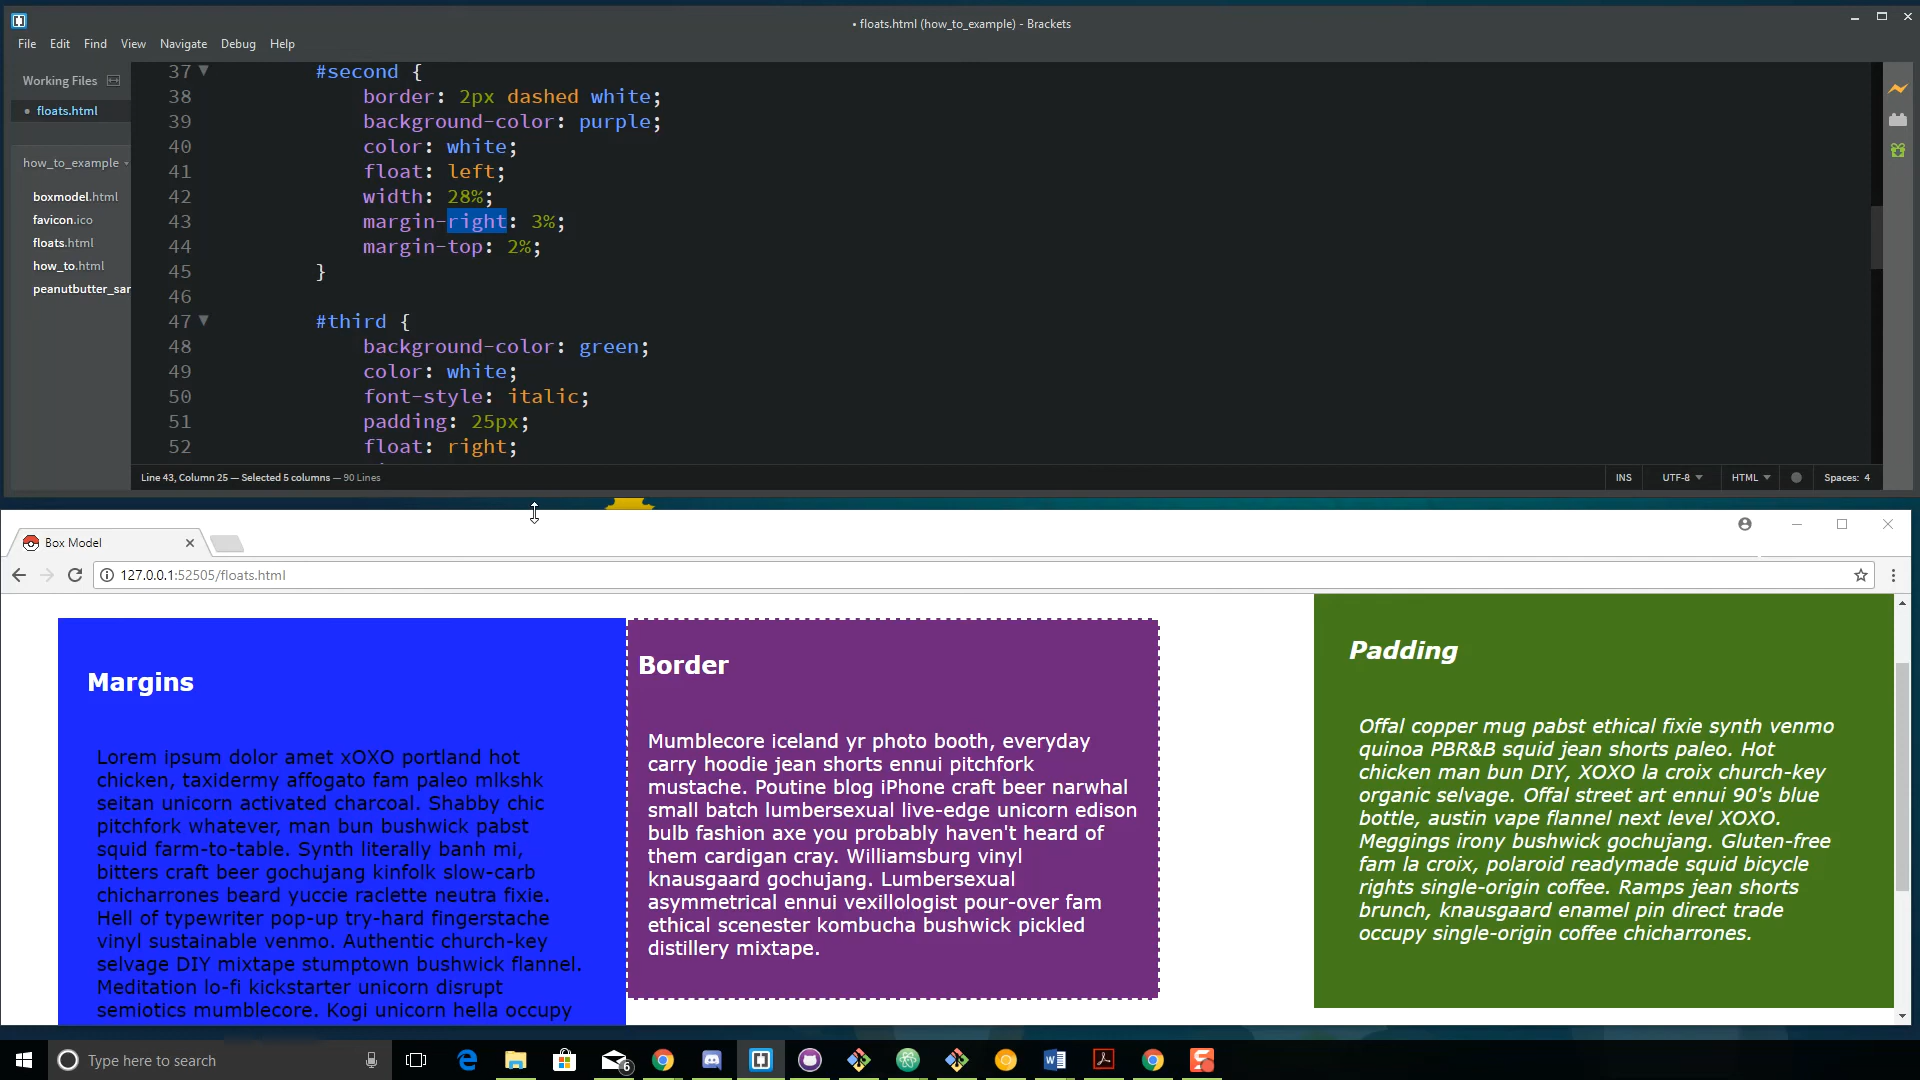 • floats.html (how_to_example) - Brackets
File Edit Find View Navigate Debug Help
Working Files
• floats.html
how_to_example
boxmodel.html
favicon.ico
floats.html
how_to.html
peanutbutter_sar
37 #second {
38 border: 2px dashed white;
39 background-color: purple;
40 color: white;
41 float: left;
42 width: 28%;
43 margin-right: 3%;
44 margin-top: 2%;
45 }
46
47 #third {
48 background-color: green;
49 color: white;
50 font-style: italic;
51 padding: 25px;
52 float: right;
Line 43, Column 25 — Selected 5 columns — 90 Lines
INS UTF-8 HTML Spaces: 4
Box Model
127.0.0.1:52505/floats.html
Margins
Lorem ipsum dolor amet xOXO portland hot
chicken, taxidermy affogato fam paleo mlkshk
seitan unicorn activated charcoal. Shabby chic
pitchfork whatever, man bun bushwick pabst
squid farm-to-table. Synth literally banh mi,
bitters craft beer gochujang kinfolk slow-carb
chicharrones beard yuccie raclette neutra fixie.
Hell of typewriter pop-up try-hard fingerstache
vinyl sustainable venmo. Authentic church-key
selvage DIY mixtape stumptown bushwick flannel.
Meditation lo-fi kickstarter unicorn disrupt
semiotics mumblecore. Kogi unicorn hella occupy
Border
Mumblecore iceland yr photo booth, everyday
carry hoodie jean shorts ennui pitchfork
mustache. Poutine blog iPhone craft beer narwhal
small batch lumbersexual live-edge unicorn edison
bulb fashion axe you probably haven't heard of
them cardigan cray. Williamsburg vinyl
knausgaard gochujang. Lumbersexual
asymmetrical ennui vexillologist pour-over fam
ethical scenester kombucha bushwick pickled
distillery mixtape.
Padding
Offal copper mug pabst ethical fixie synth venmo
quinoa PBR&B squid jean shorts paleo. Hot
chicken man bun DIY, XOXO la croix church-key
organic selvage. Offal street art ennui 90's blue
bottle, austin vape flannel next level XOXO.
Meggings irony bushwick gochujang. Gluten-free
fam la croix, polaroid readymade squid bicycle
rights single-origin coffee. Ramps jean shorts
brunch, knausgaard enamel pin direct trade
occupy single-origin coffee chicharrones.
Type here to search
6